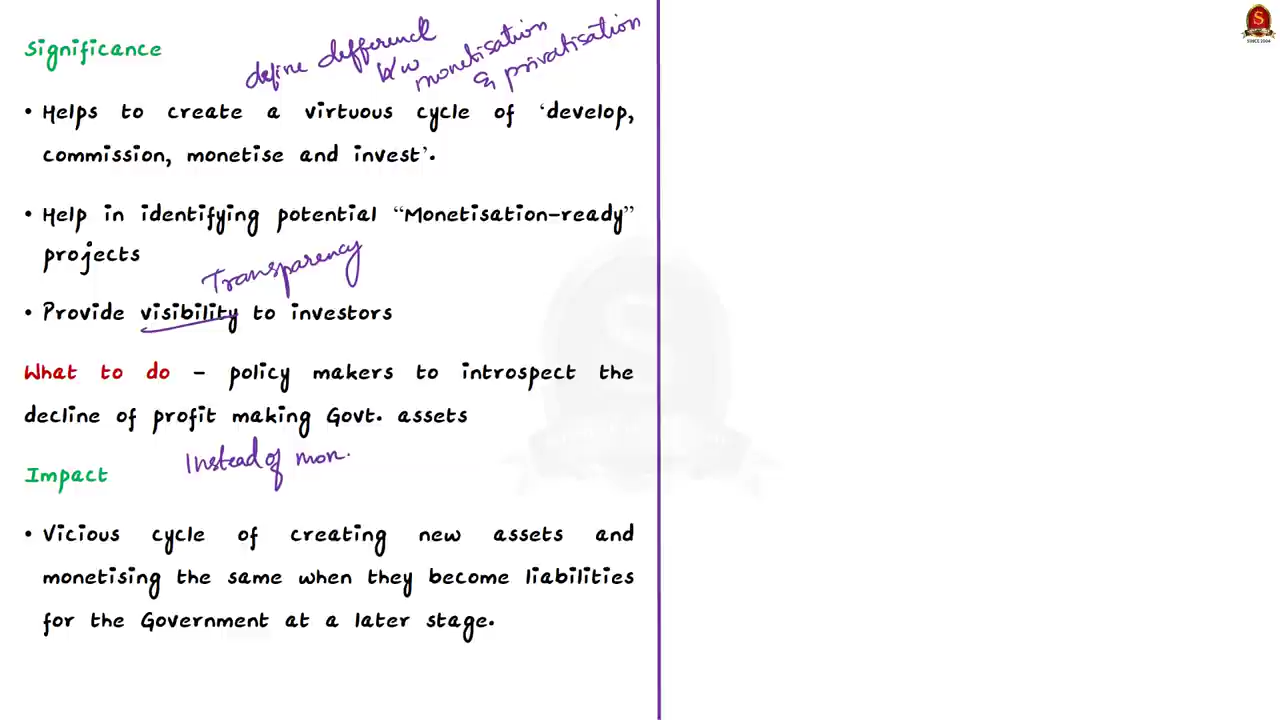 Significance
define difference
b/w
monetisation
& privatisation
• Helps to create a virtuous cycle of ‘develop,
commission, monetise and invest’.
• Help in identifying potential “Monetisation-ready”
projects
Transparency
• Provide visibility to investors
What to do – policy makers to introspect the
decline of profit making Govt. assets
Instead of mon.
Impact
• Vicious cycle of creating new assets and
monetising the same when they become liabilities
for the Government at a later stage.
S
SINCE 2004